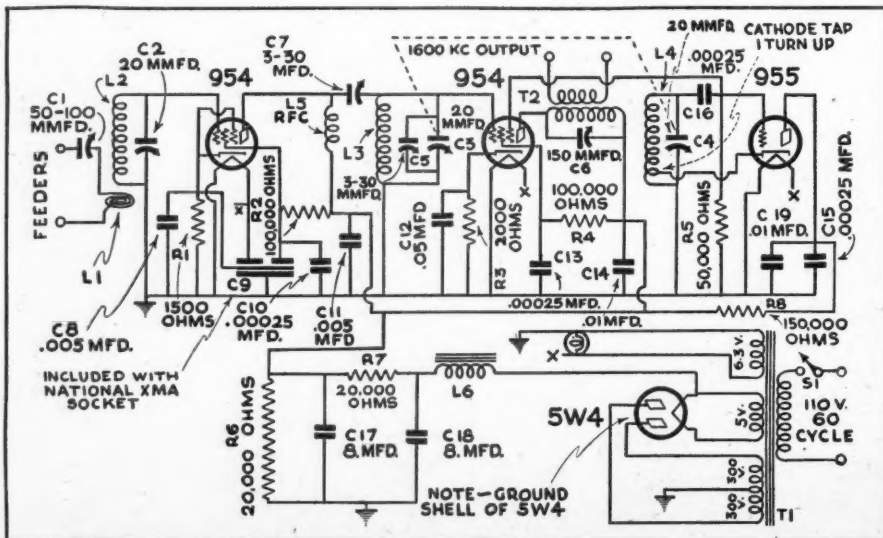 C1
50-100
MMFD.
L2
C2
20 MMFD.
954
C7
3-30
MFD.
L5
RFC
1600 KC OUTPUT
L3
C5
3-30 MMFD.
20
MMFD
C3
954
T2
150 MMFD.
C6
L4
20 MMFD.
.00025
MFD.
CATHODE TAP
1 TURN UP
955
C16
C4
FEEDERS
L1
R1
1500
OHMS
X
R2
100,000 OHMS
C9
C10
.00025
MFD.
C11
.005
MFD
C12
.05 MFD.
R3
2000
OHMS
X
100,000
OHMS
R4
C13
.00025 MFD.
C14
.01MFD.
R5
50,000 OHMS
X
C 19
.01 MFD.
C15
.00025 MFD.
C8
.005 MFD.
INCLUDED WITH
NATIONAL XMA
SOCKET
R8
150,000
OHMS
R6
20,000 OHMS
R7
20,000
OHMS
C17
8. MFD.
C18
8. MFD.
L6
X
6.3 V.
5W4
5V.
300
V.
300
V.
T1
S1
110 V.
60
CYCLE
NOTE-GROUND
SHELL OF 5W4